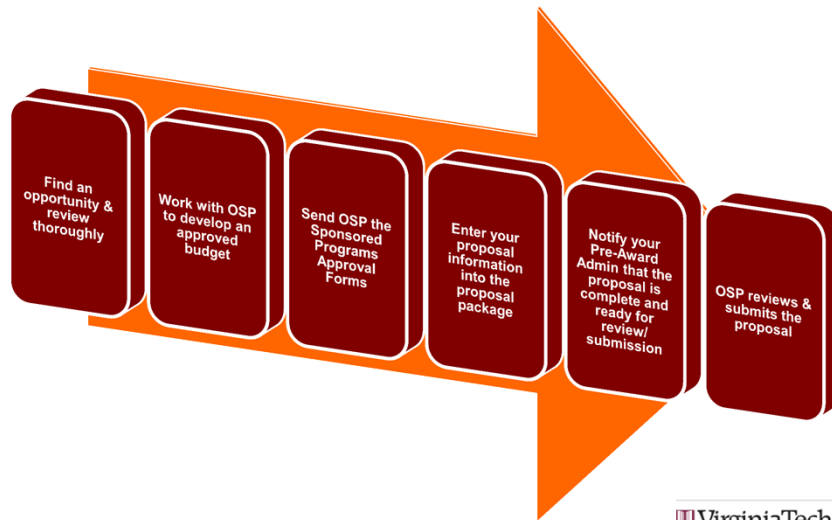 Find an
opportunity &
review
thoroughly
Work with OSP
to develop an
approved
budget
Send OSP the
Sponsored
Programs
Approval
Forms
Enter your
proposal
information
into the
proposal
package
Notify your
Pre-Award
Admin that the
proposal is
complete and
ready for
review/
submission
OSP reviews &
submits the
proposal
VirginiaTech